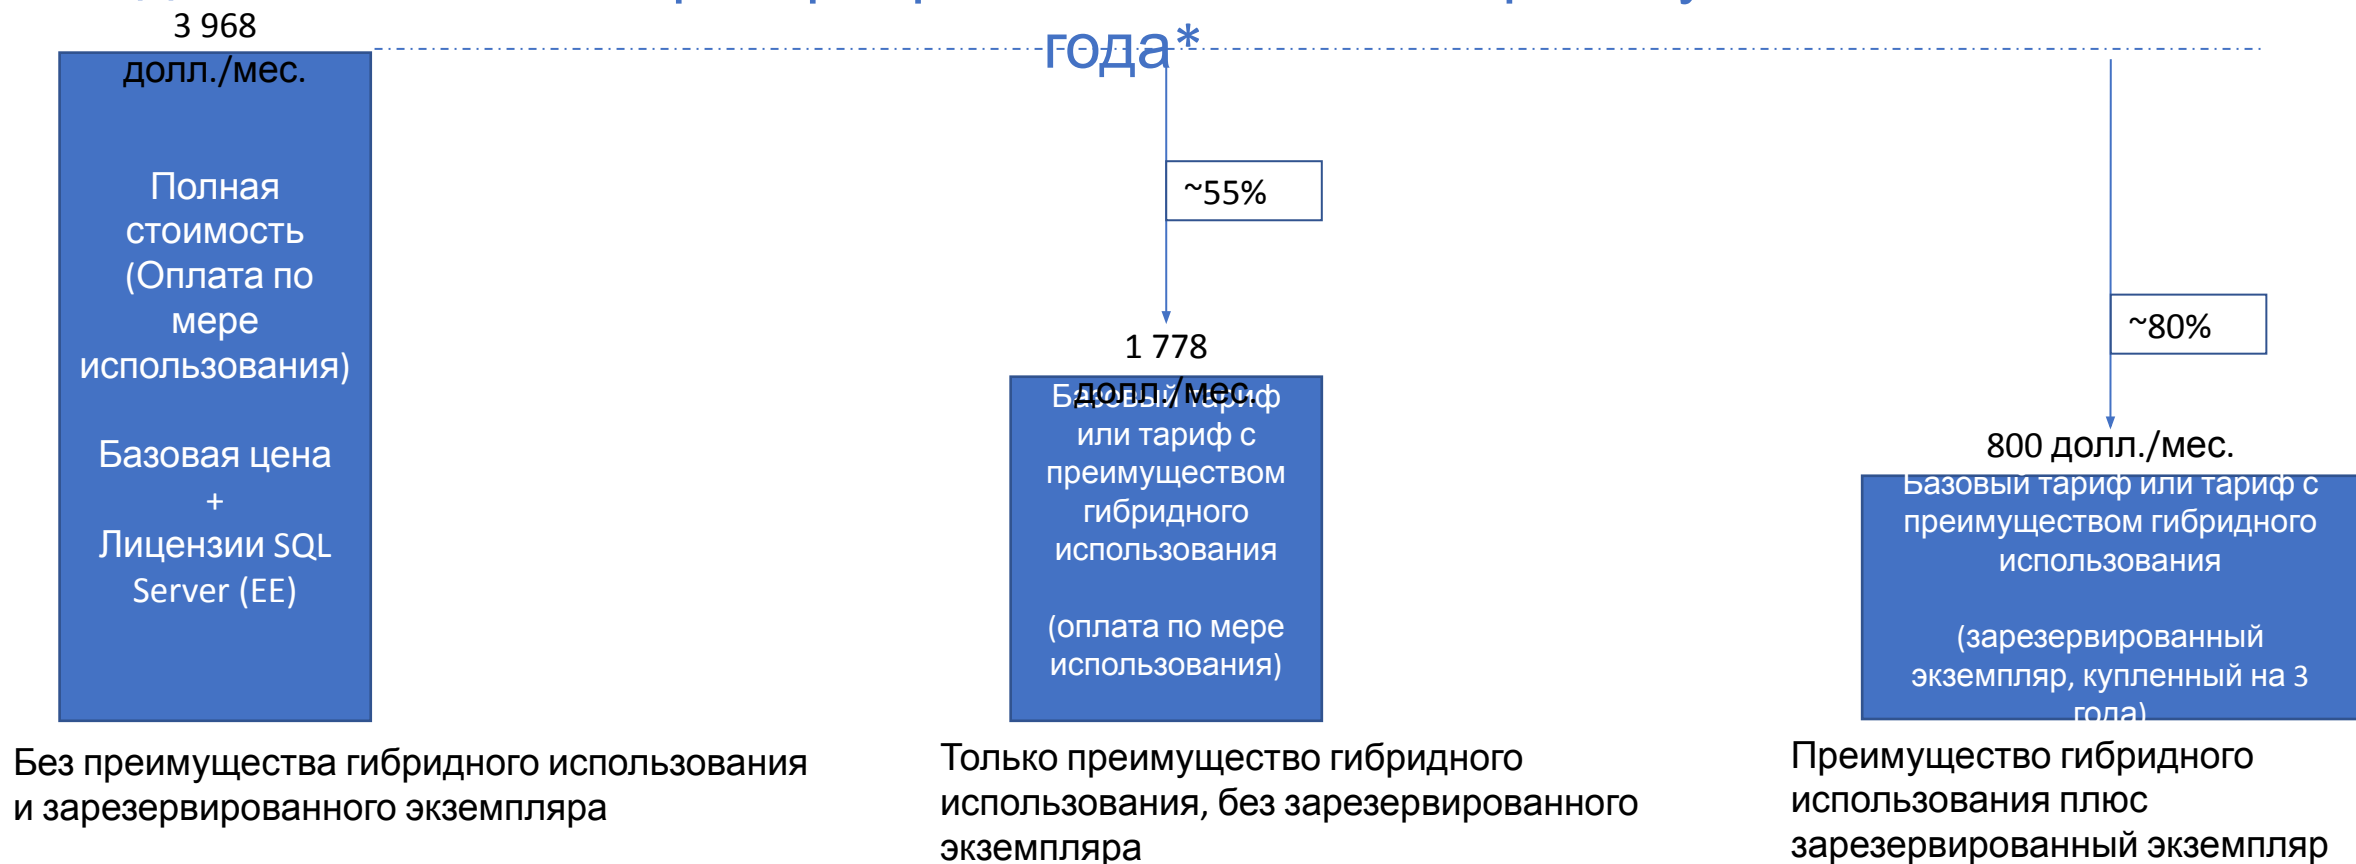 года*
3 968
долл./мес.
Полная
стоимость
(Оплата по
мере
использования)
Базовая цена
+
Лицензии SQL
Server (EE)
Без преимущества гибридного использования
и зарезервированного экземпляра
~55%
1 778
долл./мес.
Базовый тариф
или тариф с
преимуществом
гибридного
использования
(оплата по мере
использования)
Только преимущество гибридного
использования, без зарезервированного
экземпляра
~80%
800 долл./мес.
Базовый тариф или тариф с
преимуществом гибридного
использования
(зарезервированный
экземпляр, купленный на 3
года)
Преимущество гибридного
использования плюс
зарезервированный экземпляр